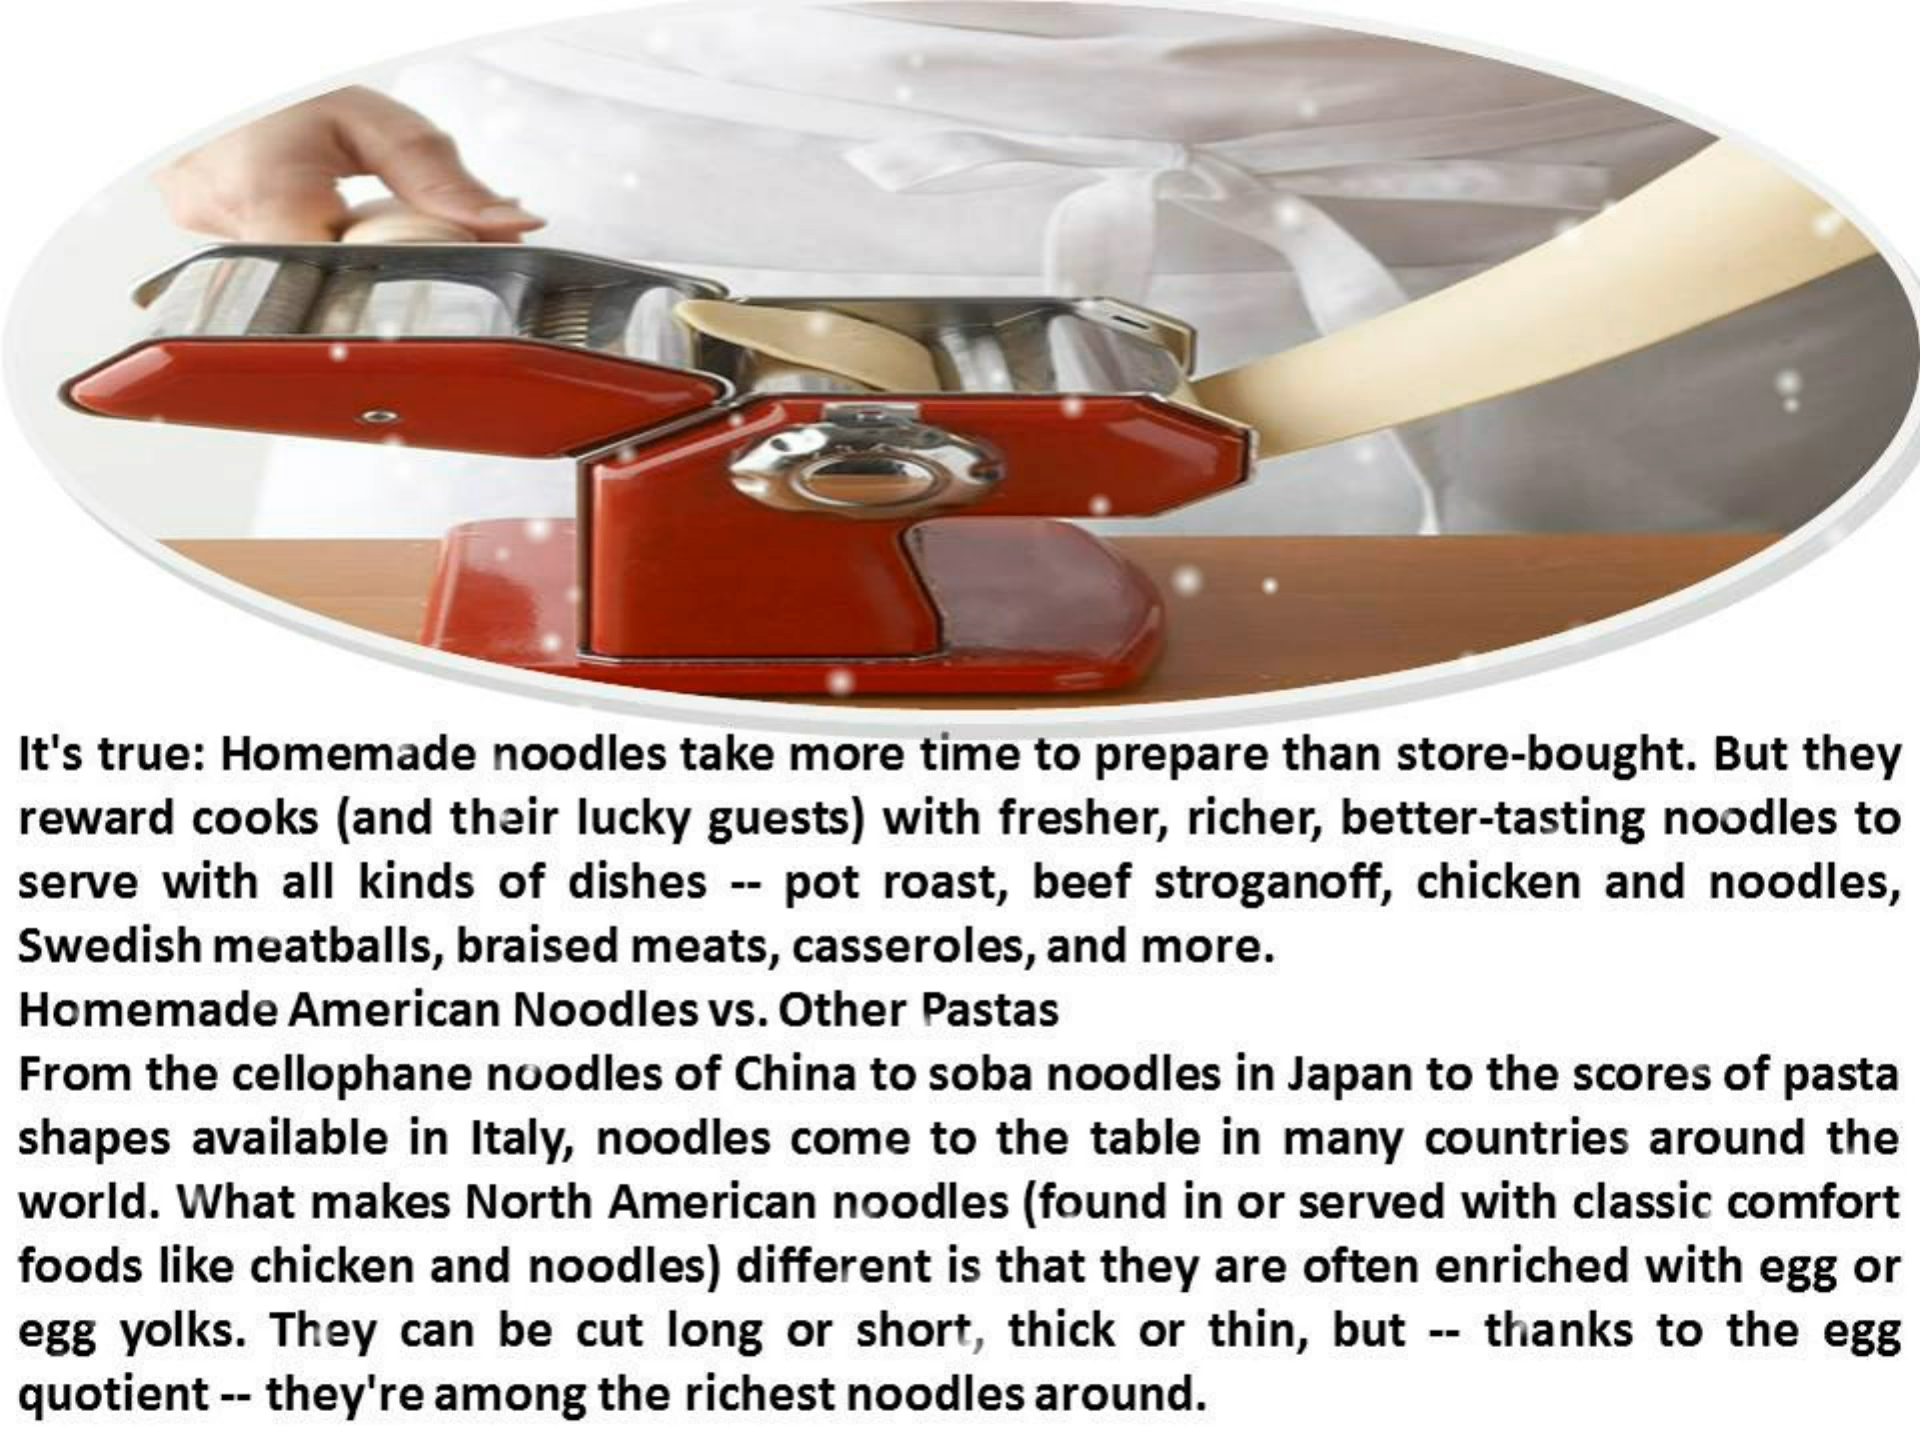 It's true: Homemade noodles take more time to prepare than store-bought. But they
reward cooks (and their lucky guests) with fresher, richer, better-tasting noodles to
serve with all kinds of dishes -- pot roast, beef stroganoff, chicken and noodles,
Swedish meatballs, braised meats, casseroles, and more.
Homemade American Noodles vs. Other Pastas
From the cellophane noodles of China to soba noodles in Japan to the scores of pasta
shapes available in Italy, noodles come to the table in many countries around the
world. What makes North American noodles (found in or served with classic comfort
foods like chicken and noodles) different is that they are often enriched with egg or
egg yolks. They can be cut long or short, thick or thin, but -- thanks to the egg
quotient -- they're among the richest noodles around.